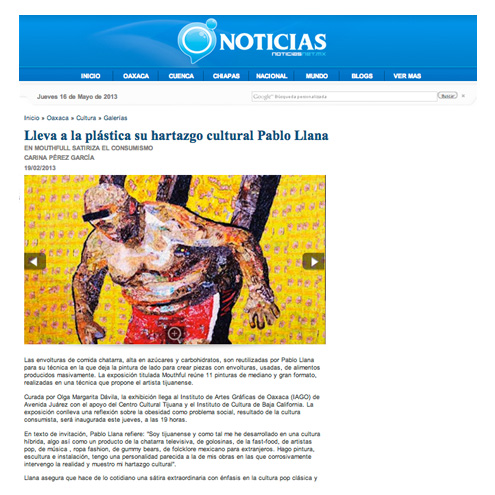 NOTICIAS
NOTICIASNET.MX
INICIO OAXACA CUENCA CHIAPAS NACIONAL MUNDO BLOGS VER MAS
Jueves 16 de Mayo de 2013 Google™ Búsqueda personalizada Buscar ×
Inicio » Oaxaca » Cultura » Galerías
Lleva a la plástica su hartazgo cultural Pablo Llana
EN MOUTHFULL SATIRIZA EL CONSUMISMO
CARINA PÉREZ GARCÍA
19/02/2013
Las envolturas de comida chatarra, alta en azúcares y carbohidratos, son reutilizadas por Pablo Llana
para su técnica en la que deja la pintura de lado para crear piezas con envolturas, usadas, de alimentos
producidos masivamente. La exposición titulada Mouthful reúne 11 pinturas de mediano y gran formato,
realizadas en una técnica que propone el artista tijuanense.
Curada por Olga Margarita Dávila, la exhibición llega al Instituto de Artes Gráficas de Oaxaca (IAGO) de
Avenida Juárez con el apoyo del Centro Cultural Tijuana y el Instituto de Cultura de Baja California. La
exposición conlleva una reflexión sobre la obesidad como problema social, resultado de la cultura
consumista, será inaugurada este jueves, a las 19 horas.
En texto de invitación, Pablo Llana refiere: "Soy tijuanense y como tal me he desarrollado en una cultura
híbrida, algo así como un producto de la chatarra televisiva, de golosinas, de la fast-food, de artistas
pop, de música , ropa fashion, de gummy bears, de folklore mexicano para extranjeros. Hago pintura,
escultura e instalación, tengo una personalidad parecida a la de mis obras en las que corrosivamente
intervengo la realidad y muestro mi hartazgo cultural".
Llana asegura que hace de lo cotidiano una sátira extraordinaria con énfasis en la cultura pop clásica y